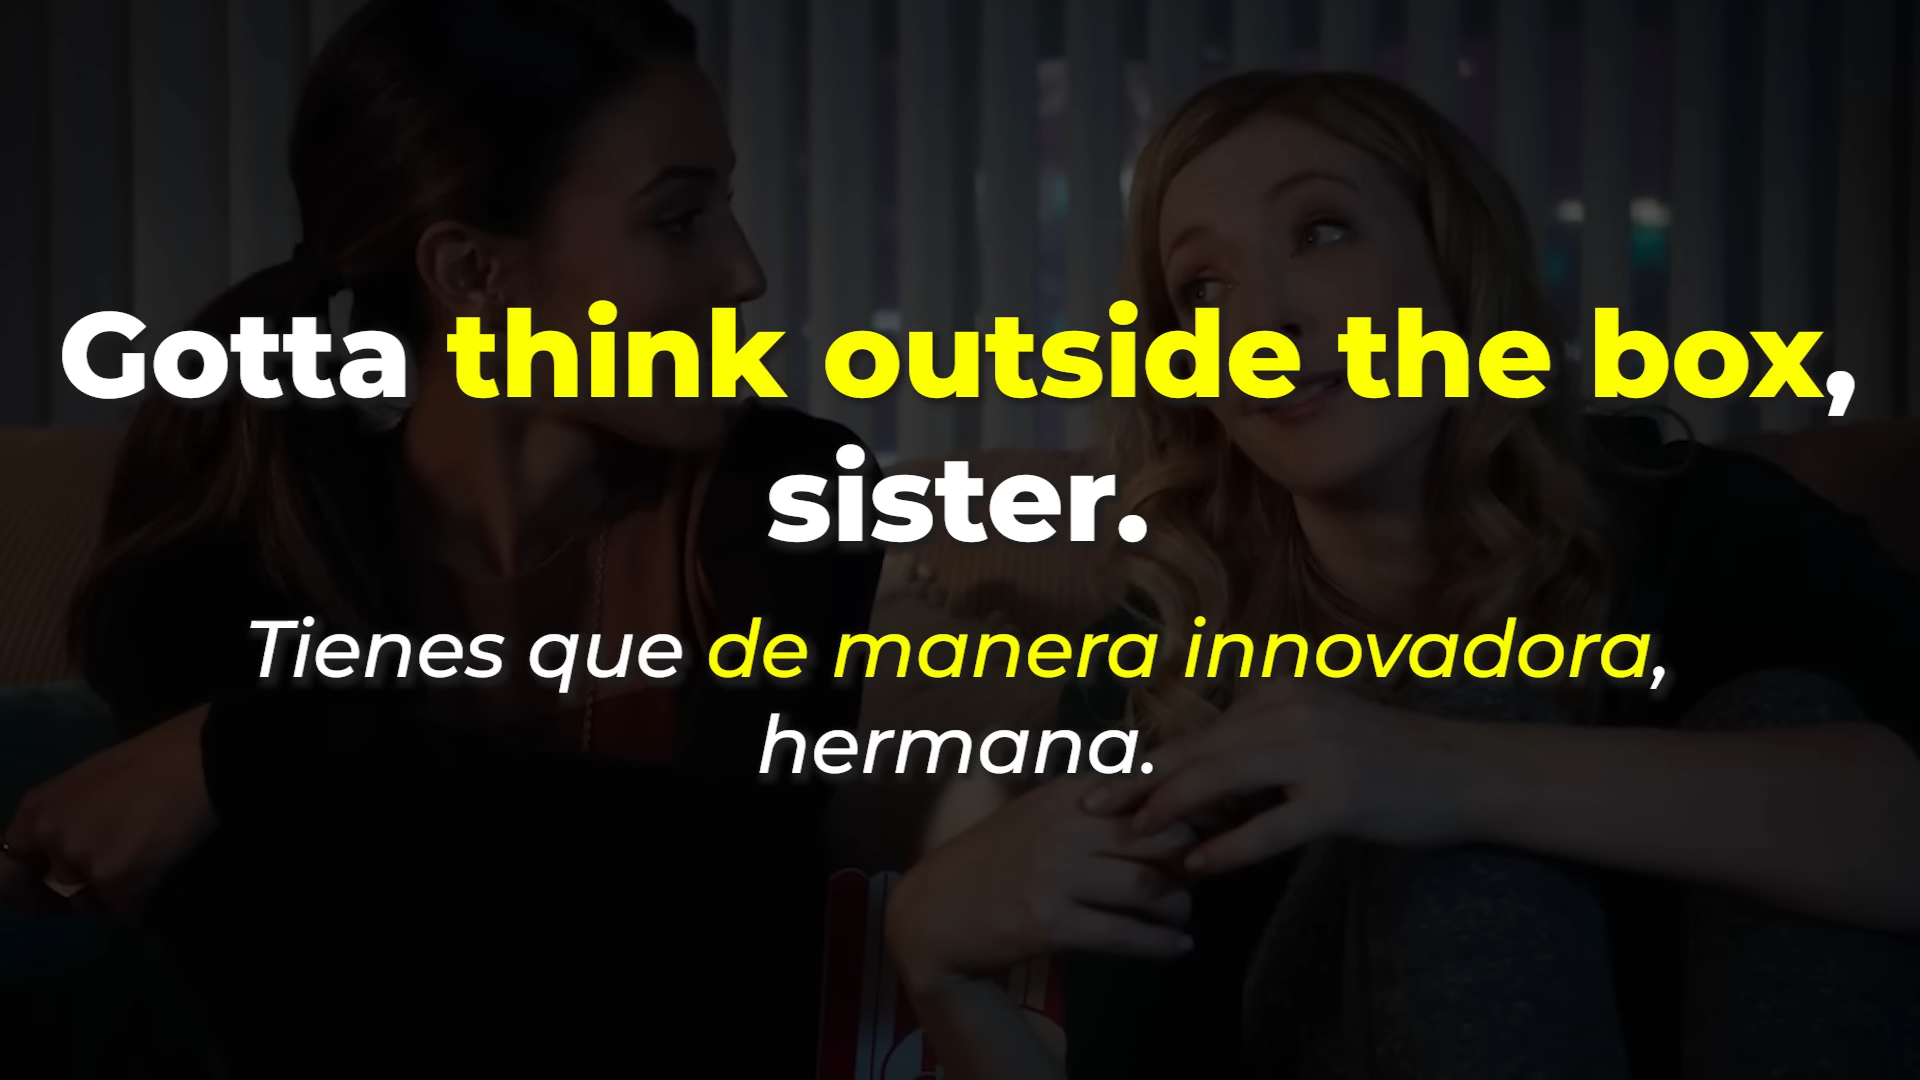 Gotta think outside the box,
sister.
Tienes que de manera innovadora,
hermana.